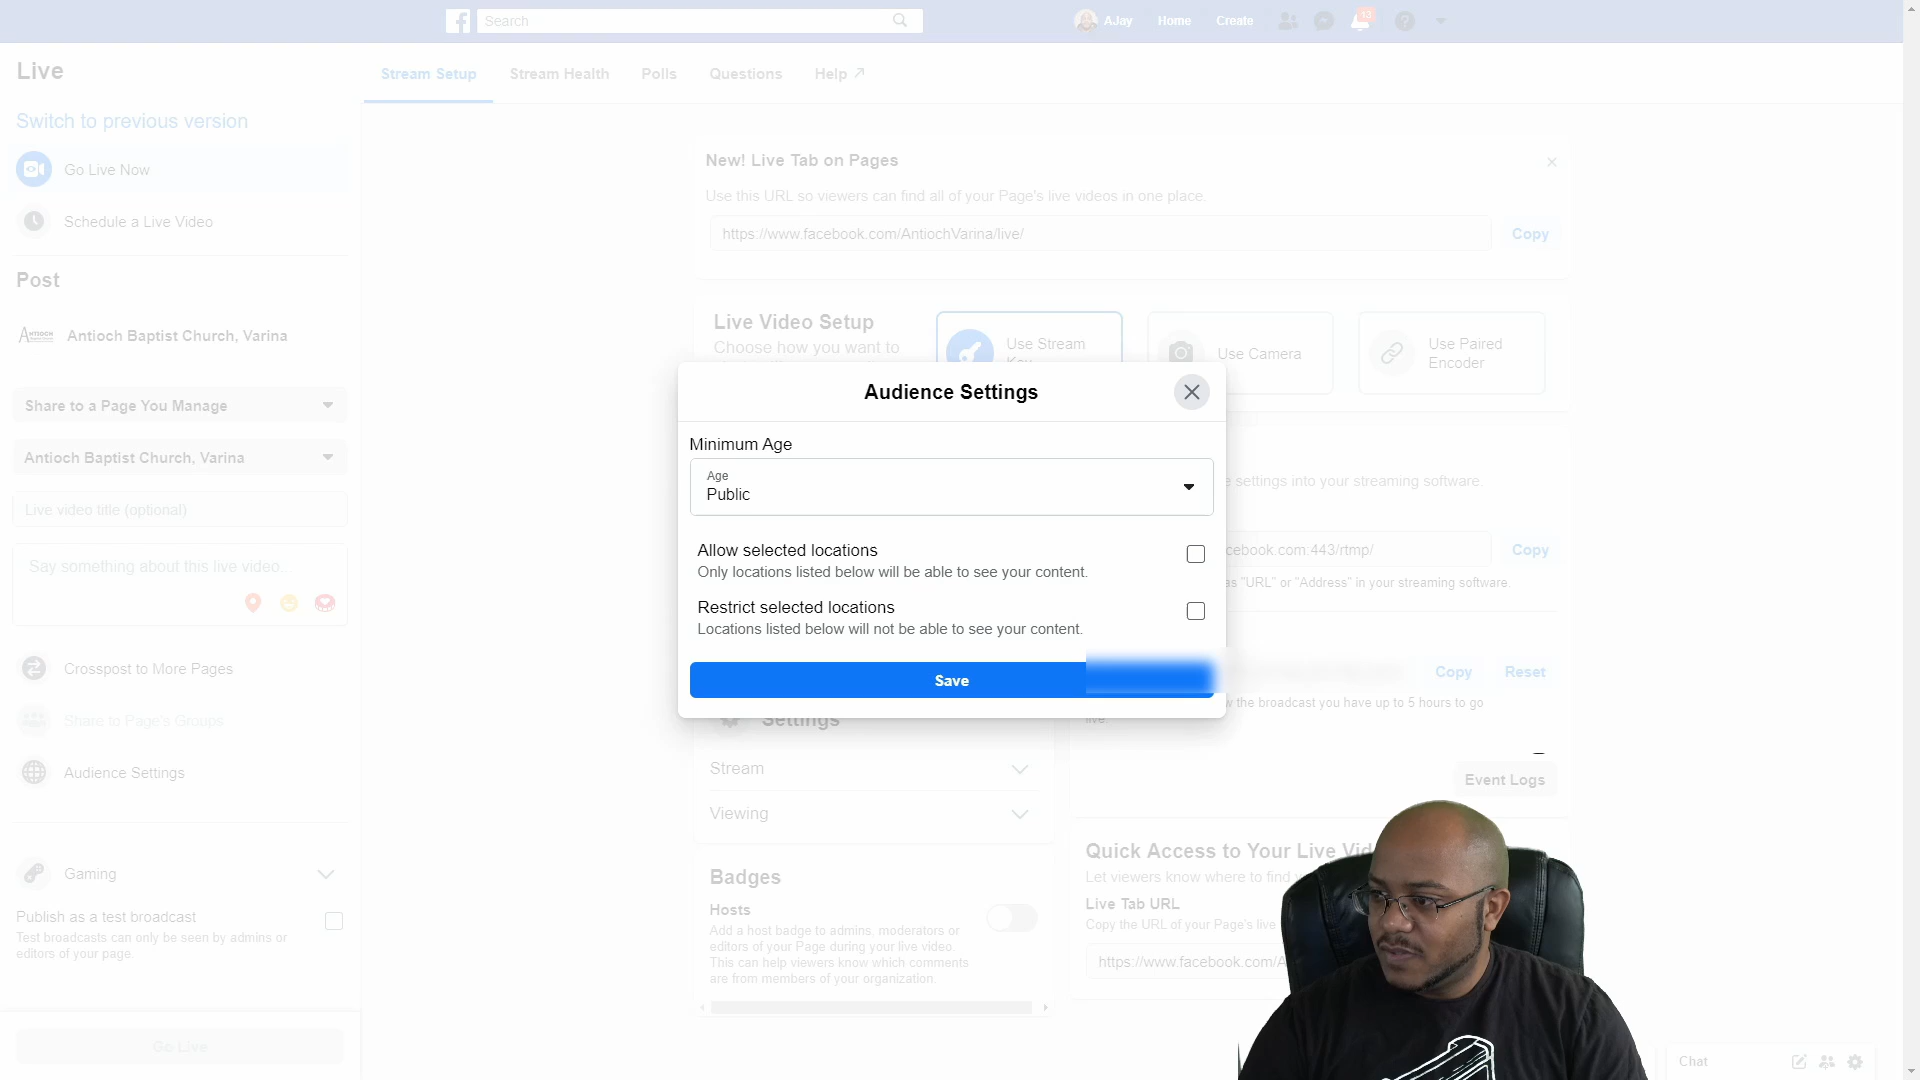 Search
AJay
Home
Create
13
Live
Stream Setup
Stream Health
Polls
Questions
Help
Switch to previous version
Go Live Now
Schedule a Live Video
Post
ANTIOCH
Antioch Baptist Church, Varina
Share to a Page You Manage
Antioch Baptist Church, Varina
Live video title (optional)
Say something about this live video...
Crosspost to More Pages
Share to Page's Groups
Audience Settings
Gaming
Publish as a test broadcast
Test broadcasts can only be seen by admins or
editors of your page.
Go Live
New! Live Tab on Pages
Use this URL so viewers can find all of your Page's live videos in one place.
https://www.facebook.com/AntiochVarina/live/
Copy
Live Video Setup
Choose how you want to
Use Stream
Key
Use Camera
Use Paired
Encoder
Audience Settings
Minimum Age
Age
Public
Allow selected locations
Only locations listed below will be able to see your content.
Restrict selected locations
Locations listed below will not be able to see your content.
Save
settings into your streaming software.
cebook.com:443/rtmp/
Copy
as "URL" or "Address" in your streaming software.
Copy
Reset
the broadcast you have up to 5 hours to go
live.
Event Logs
Settings
Stream
Viewing
Badges
Hosts
Add a host badge to admins, moderators or
editors of your Page during your live video.
This can help viewers know which comments
are from members of your organization.
Quick Access to Your Live Vid
Let viewers know where to find
Live Tab URL
Copy the URL of your Page's live
https://www.facebook.com/A
Chat